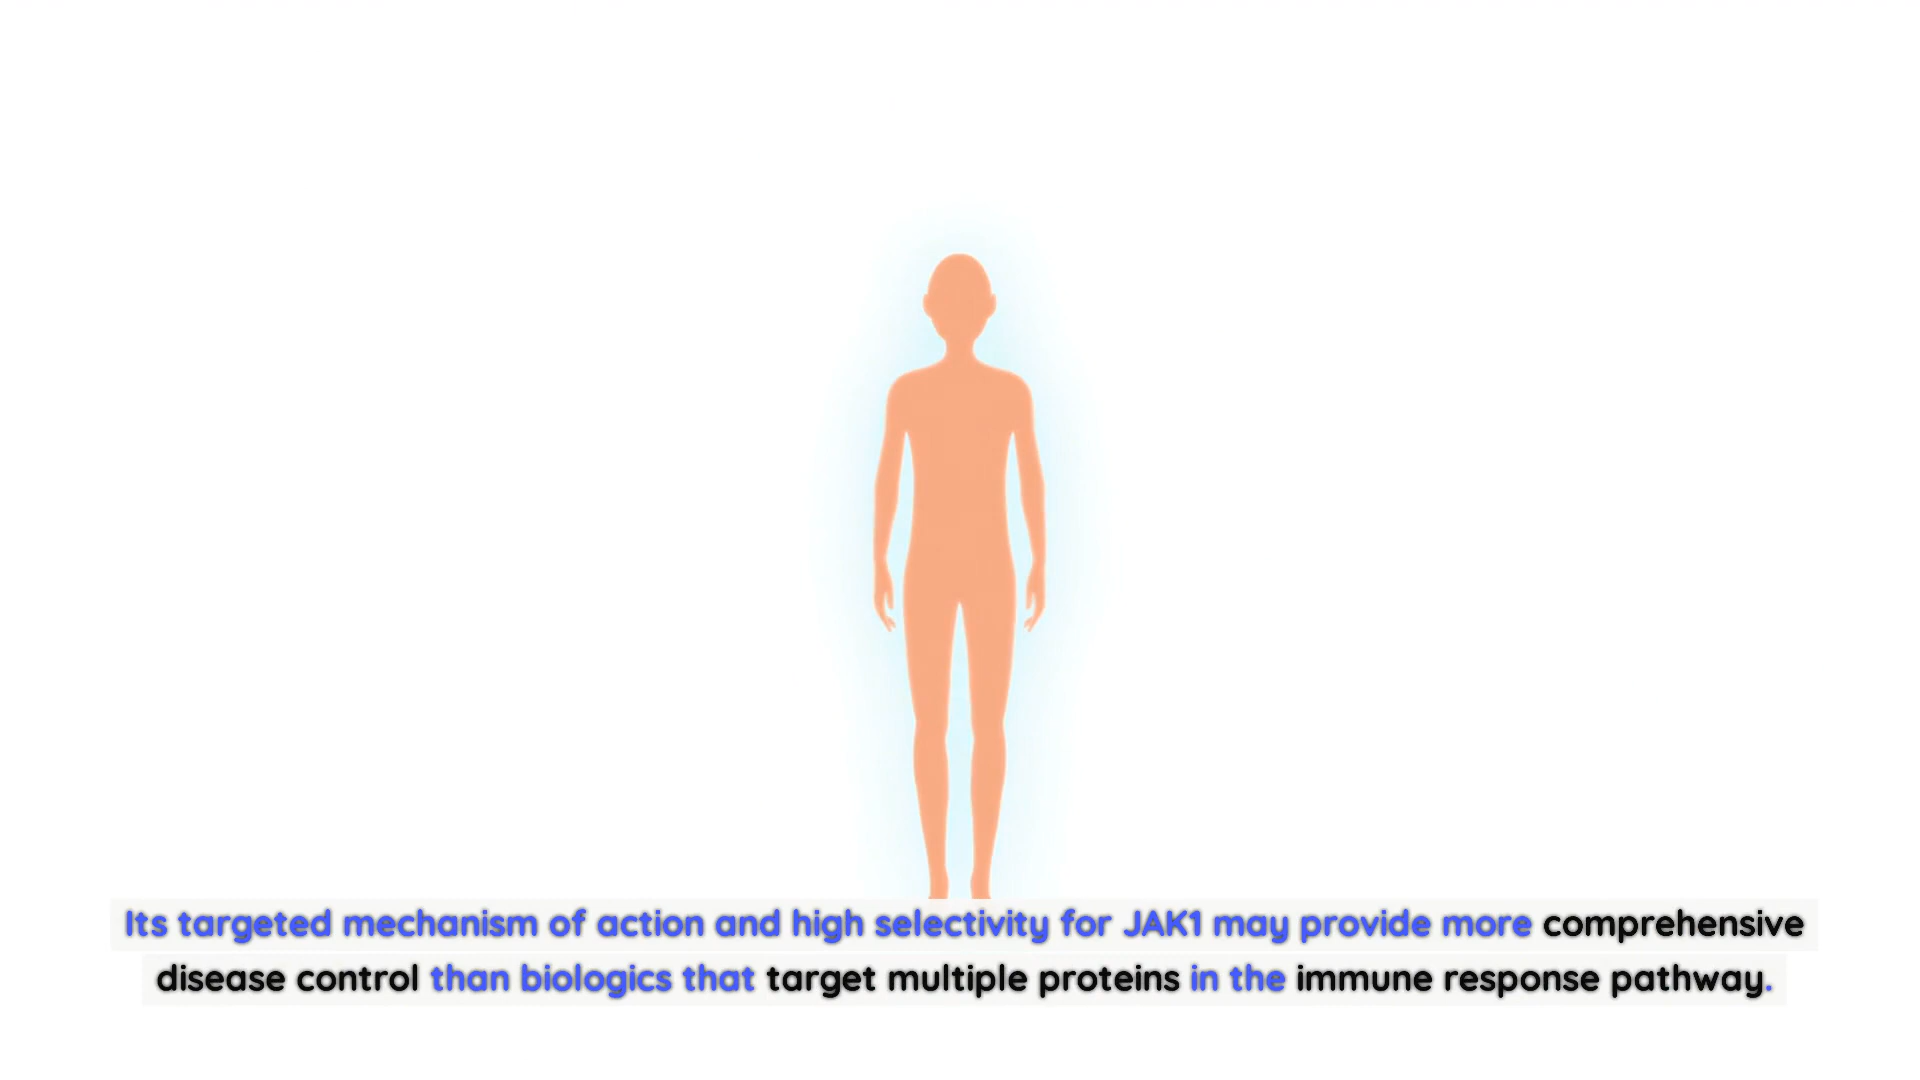 Its targeted mechanism of action and high selectivity for JAK1 may provide more comprehensive
disease control than biologics that target multiple proteins in the immune response pathway.